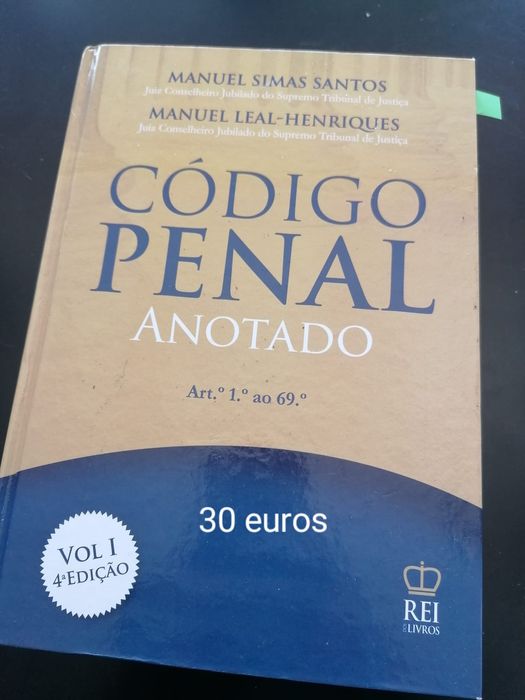 MANUEL SIMAS SANTOS
Juiz Conselheiro Jubilado do Supremo Tribunal de Justiça
MANUEL LEAL-HENRIQUES
Juiz Conselheiro Jubilado do Supremo Tribunal de Justiça
CÓDIGO
PENAL
ANOTADO
Art.º 1.º ao 69.º
30 euros
VOL I
4ª EDIÇÃO
REI
DOS LIVROS